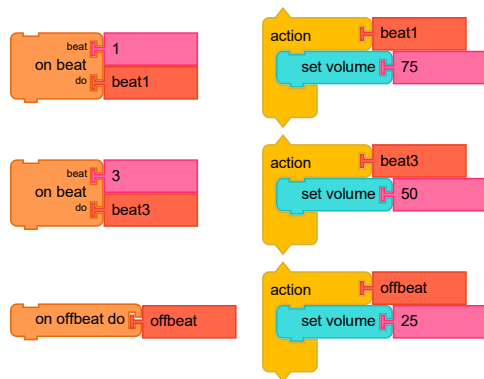 beat 1
on beat
do beat1
action beat1
set volume 75
beat 3
on beat
do beat3
action beat3
set volume 50
on offbeat do offbeat
action offbeat
set volume 25